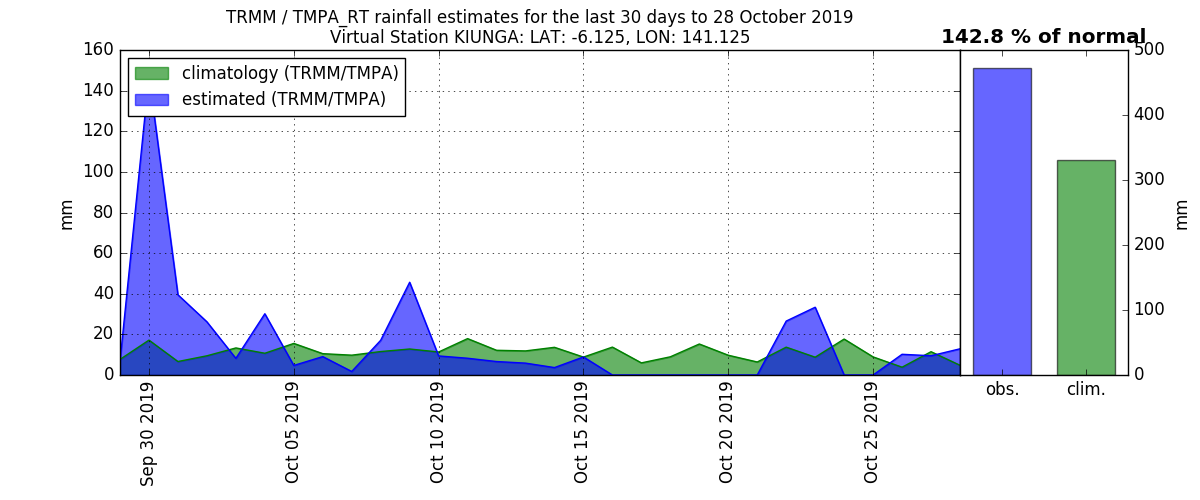 TRMM / TMPA_RT rainfall estimates for the last 30 days to 28 October 2019
Virtual Station KIUNGA: LAT: -6.125, LON: 141.125
142.8 % of normal
climatology (TRMM/TMPA)
estimated (TRMM/TMPA)
160
140
120
100
80
60
40
20
0
mm
Sep 30 2019
Oct 05 2019
Oct 10 2019
Oct 15 2019
Oct 20 2019
Oct 25 2019
500
400
300
200
100
0
mm
obs.
clim.